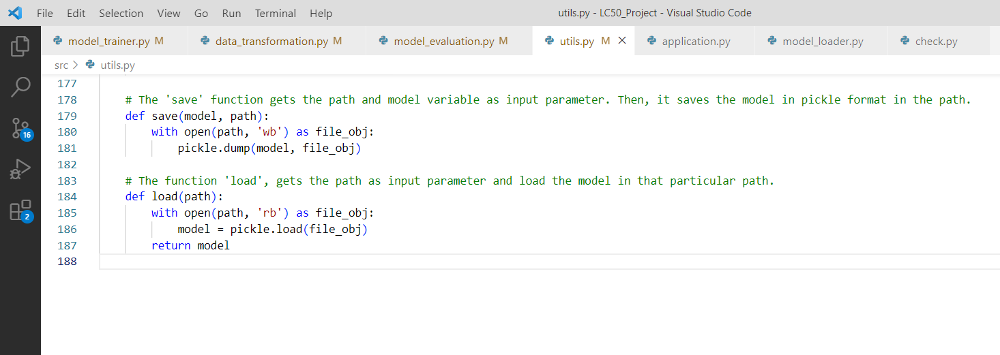 File Edit Selection View Go Run Terminal Help utils.py - LC50_Project - Visual Studio Code
model_trainer.py M data_transformation.py M model_evaluation.py M utils.py M application.py model_loader.py check.py
src > utils.py
177
178 # The 'save' function gets the path and model variable as input parameter. Then, it saves the model in pickle format in the path.
179 def save(model, path):
180 with open(path, 'wb') as file_obj:
181 pickle.dump(model, file_obj)
182
183 # The function 'load', gets the path as input parameter and load the model in that particular path.
184 def load(path):
185 with open(path, 'rb') as file_obj:
186 model = pickle.load(file_obj)
187 return model
188
16
2